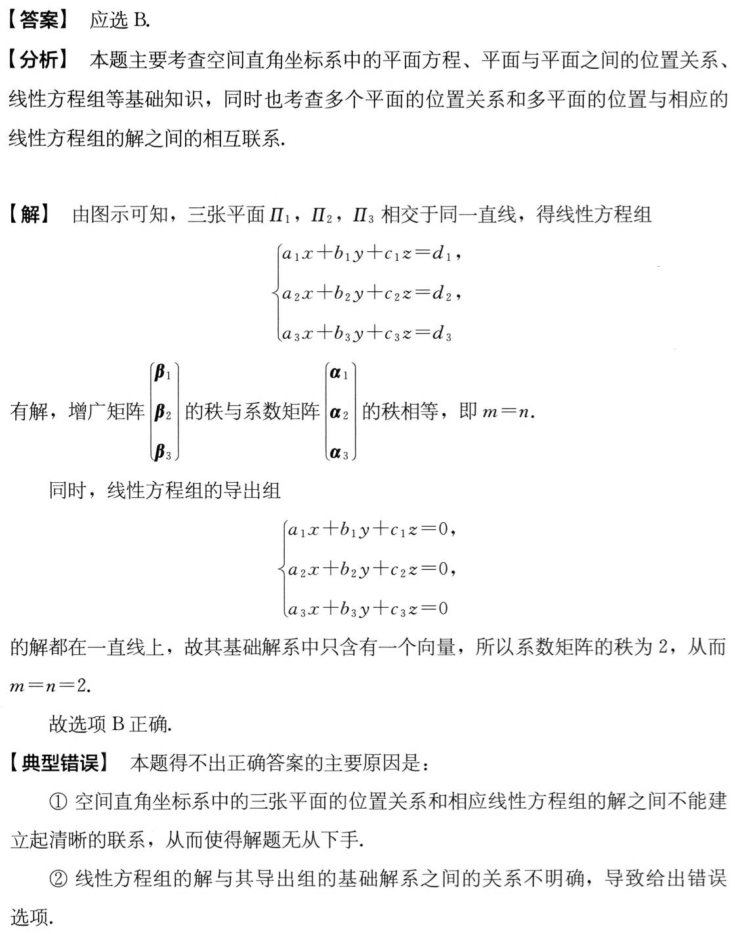 【答案】 应选 B.
【分析】 本题主要考查空间直角坐标系中的平面方程、平面与平面之间的位置关系、
线性方程组等基础知识，同时也考查多个平面的位置关系和多平面的位置与相应的
线性方程组的解之间的相互联系.
【解】 由图示可知，三张平面 Π₁，Π₂，Π₃ 相交于同一直线，得线性方程组
a₁x+b₁y+c₁z=d₁，
a₂x+b₂y+c₂z=d₂，
a₃x+b₃y+c₃z=d₃
有解，增广矩阵 (β₁ β₂ β₃) 的秩与系数矩阵 (α₁ α₂ α₃) 的秩相等，即 m=n.
同时，线性方程组的导出组
a₁x+b₁y+c₁z=0，
a₂x+b₂y+c₂z=0，
a₃x+b₃y+c₃z=0
的解都在一直线上，故其基础解系中只含有一个向量，所以系数矩阵的秩为 2，从而
m=n=2.
故选项 B 正确.
【典型错误】 本题得不出正确答案的主要原因是：
① 空间直角坐标系中的三张平面的位置关系和相应线性方程组的解之间不能建
立起清晰的联系，从而使得解题无从下手.
② 线性方程组的解与其导出组的基础解系之间的关系不明确，导致给出错误
选项.